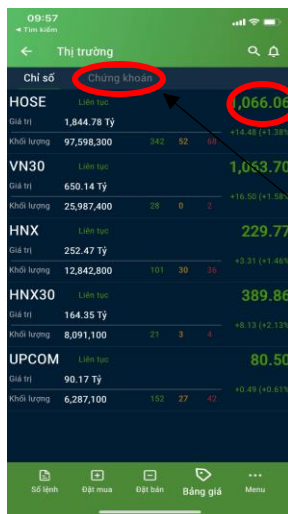 09:57
◄ Tìm kiếm
Thị trường
Chỉ số Chứng khoán
HOSE Liên tục 1,066.06
Giá trị 1,844.78 Tỷ
+14.48 (+1.38%
Khối lượng 97,598,300 342 52 68
VN30 Liên tục 1,063.70
Giá trị 650.14 Tỷ
+16.50 (+1.58%
Khối lượng 25,987,400 28 0 2
HNX Liên tục 229.77
Giá trị 252.47 Tỷ
+3.31 (+1.46%
Khối lượng 12,842,800 101 30 36
HNX30 Liên tục 389.86
Giá trị 164.35 Tỷ
+8.13 (+2.13%
Khối lượng 8,091,100 21 3 4
UPCOM Liên tục 80.50
Giá trị 90.17 Tỷ
+0.49 (+0.61%
Khối lượng 6,287,100 152 27 42
Sổ lệnh Đặt mua Đặt bán Bảng giá Menu